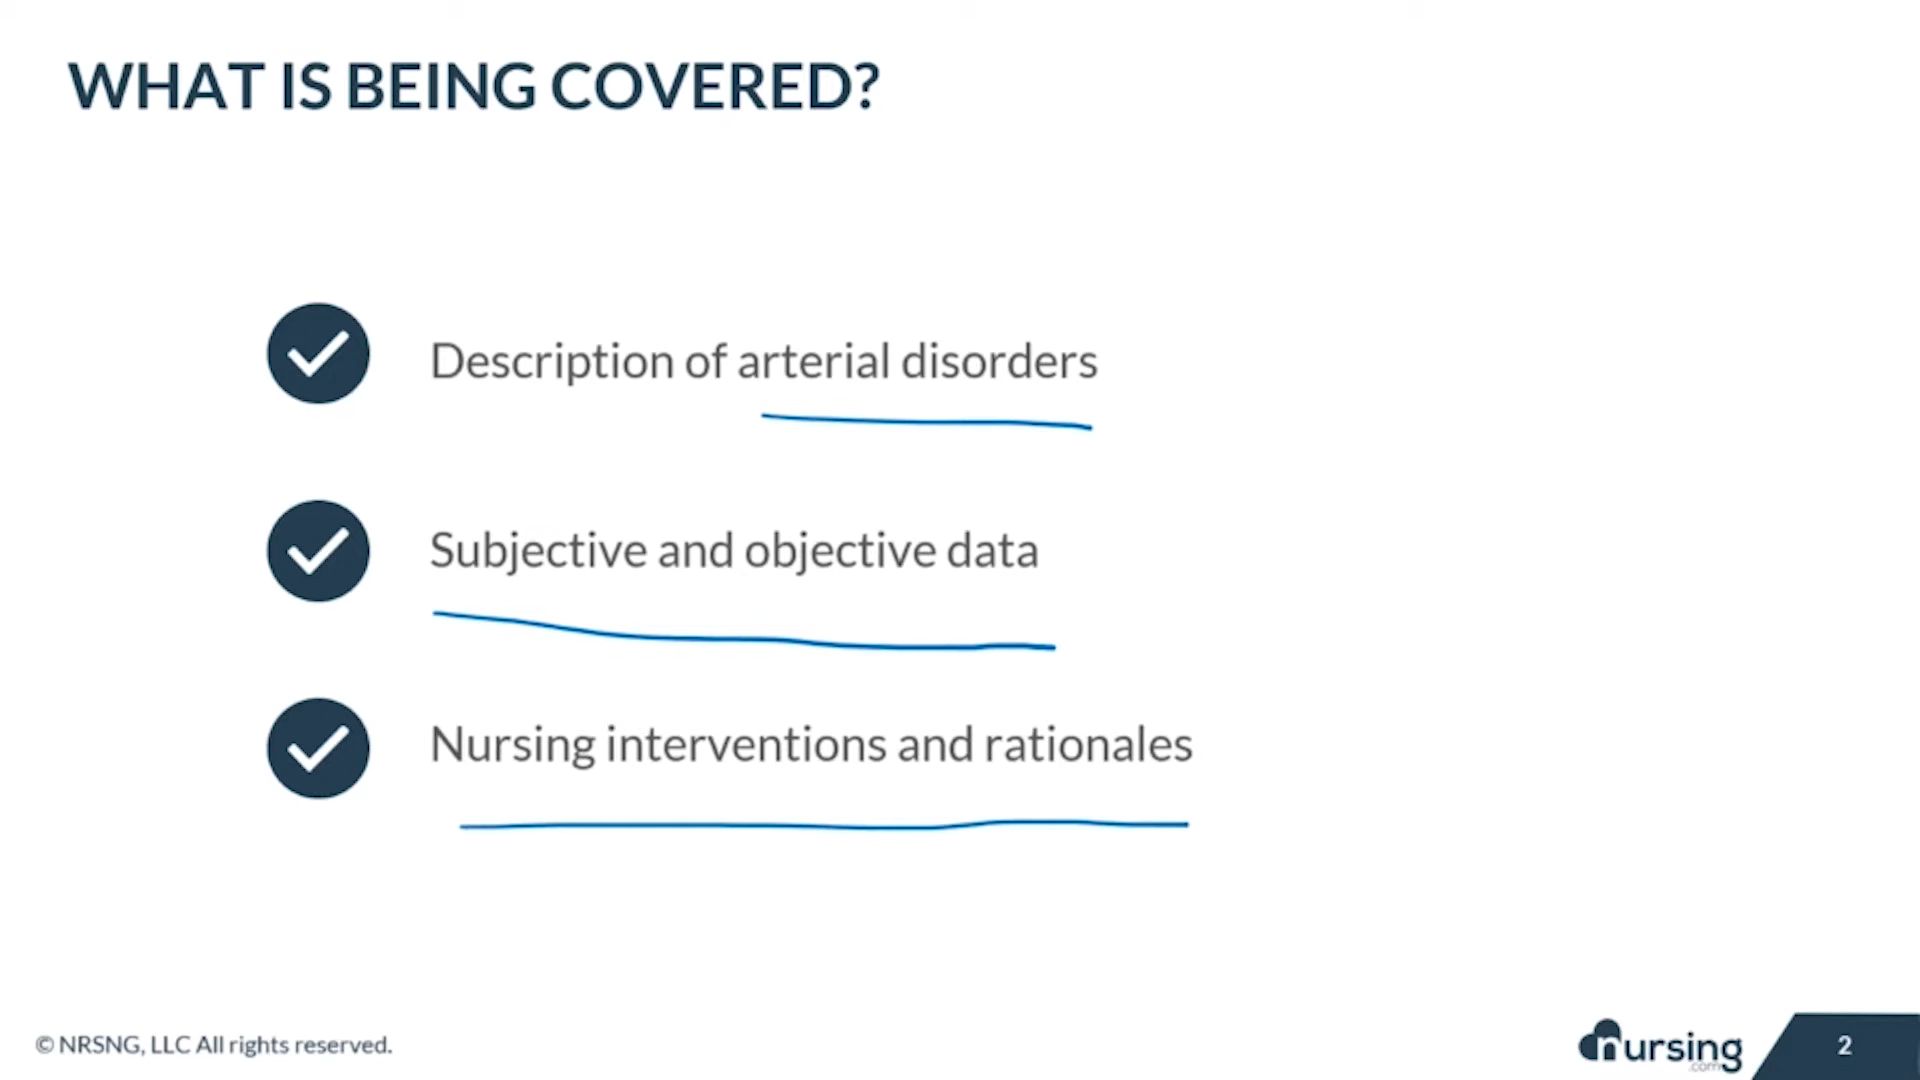 WHAT IS BEING COVERED?
Description of arterial disorders
Subjective and objective data
Nursing interventions and rationales
© NRSNG, LLC All rights reserved.
nursing
.com
2